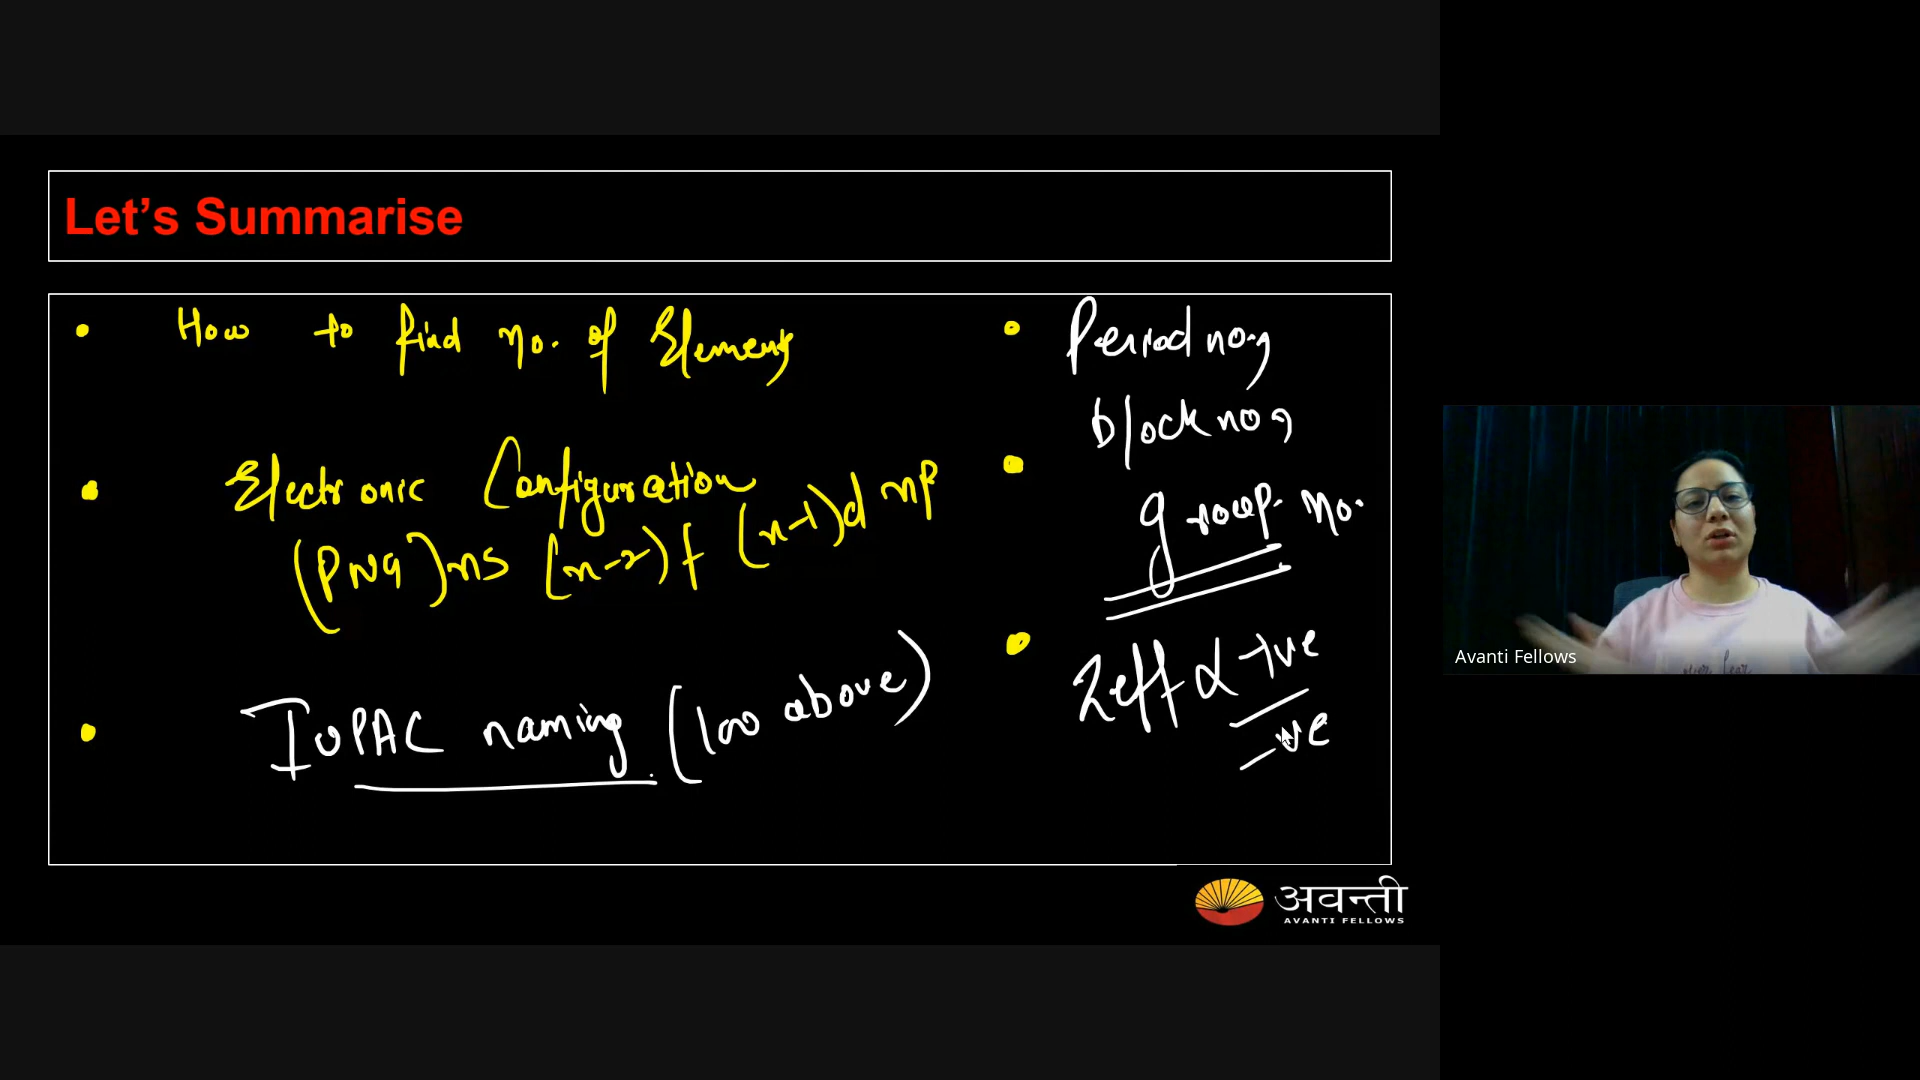 Let's Summarise
• How to find no. of Elements
• Electronic Configuration
(PNG) ns (n-2)f (n-1)d np
• IUPAC naming (100 above)
• Period no.,
block no,
• group. no.
• Zeff α +ve
-ve
Avanti Fellows
अवन्ती
AVANTI FELLOWS